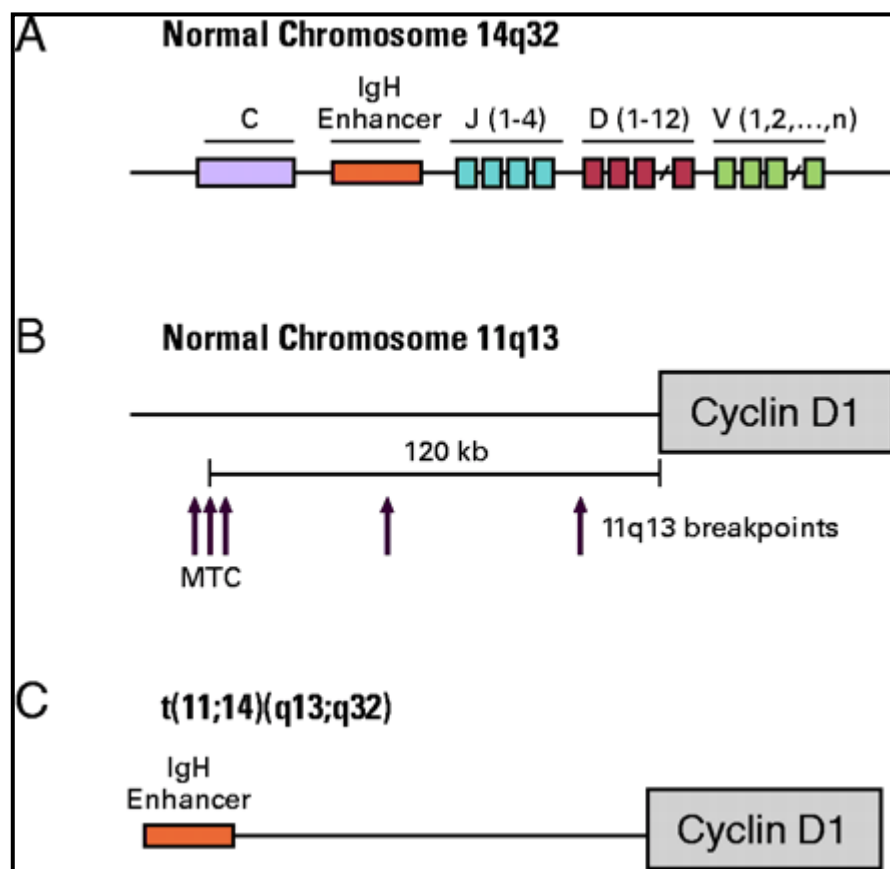 A
Normal Chromosome 14q32
C
IgH
Enhancer
J (1-4)
D (1-12)
V (1,2,...,n)
B
Normal Chromosome 11q13
Cyclin D1
120 kb
11q13 breakpoints
MTC
C
t(11;14)(q13;q32)
IgH
Enhancer
Cyclin D1